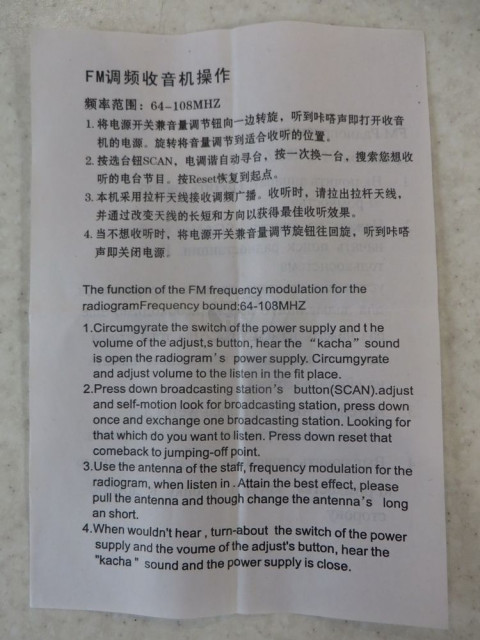 FM调频收音机操作
频率范围：64-108MHZ
1. 将电源开关兼音量调节钮向一边转旋，听到咔嗒声即打开收音
机的电源。旋转将音量调节到适合收听的位置。
2. 按选台钮SCAN，电调谐自动寻台，按一次换一台，搜索您想收
听的电台节目。按Reset恢复到起点。
3. 本机采用拉杆天线接收调频广播。收听时，请拉出拉杆天线，
并通过改变天线的长短和方向以获得最佳收听效果。
4. 当不想收听时，将电源开关兼音量调节旋钮往回旋，听到咔嗒
声即关闭电源。
The function of the FM frequency modulation for the
radiogramFrequency bound:64-108MHZ
1.Circumgyrate the switch of the power supply and t he
volume of the adjust,s button, hear the “kacha” sound
is open the radiogram’s power supply. Circumgyrate
and adjust volume to the listen in the fit place.
2.Press down broadcasting station’s button(SCAN).adjust
and self-motion look for broadcasting station, press down
once and exchange one broadcasting station. Looking for
that which do you want to listen. Press down reset that
comeback to jumping-off point.
3.Use the antenna of the staff, frequency modulation for the
radiogram, when listen in . Attain the best effect, please
pull the antenna and though change the antenna’s long
an short.
4.When wouldn't hear , turn-about the switch of the power
supply and the voume of the adjust's button, hear the
"kacha" sound and the power supply is close.